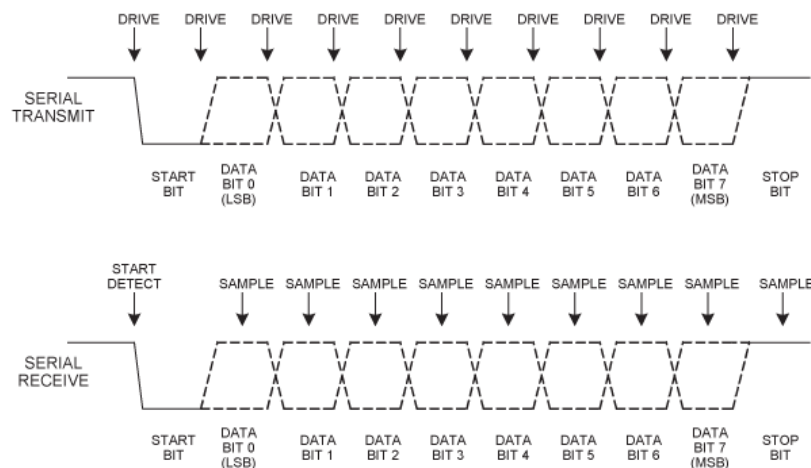 DRIVE DRIVE DRIVE DRIVE DRIVE DRIVE DRIVE DRIVE DRIVE DRIVE
SERIAL
TRANSMIT
START
BIT
DATA
BIT 0
(LSB)
DATA
BIT 1
DATA
BIT 2
DATA
BIT 3
DATA
BIT 4
DATA
BIT 5
DATA
BIT 6
DATA
BIT 7
(MSB)
STOP
BIT
START
DETECT
SAMPLE SAMPLE SAMPLE SAMPLE SAMPLE SAMPLE SAMPLE SAMPLE SAMPLE
SERIAL
RECEIVE
START
BIT
DATA
BIT 0
(LSB)
DATA
BIT 1
DATA
BIT 2
DATA
BIT 3
DATA
BIT 4
DATA
BIT 5
DATA
BIT 6
DATA
BIT 7
(MSB)
STOP
BIT